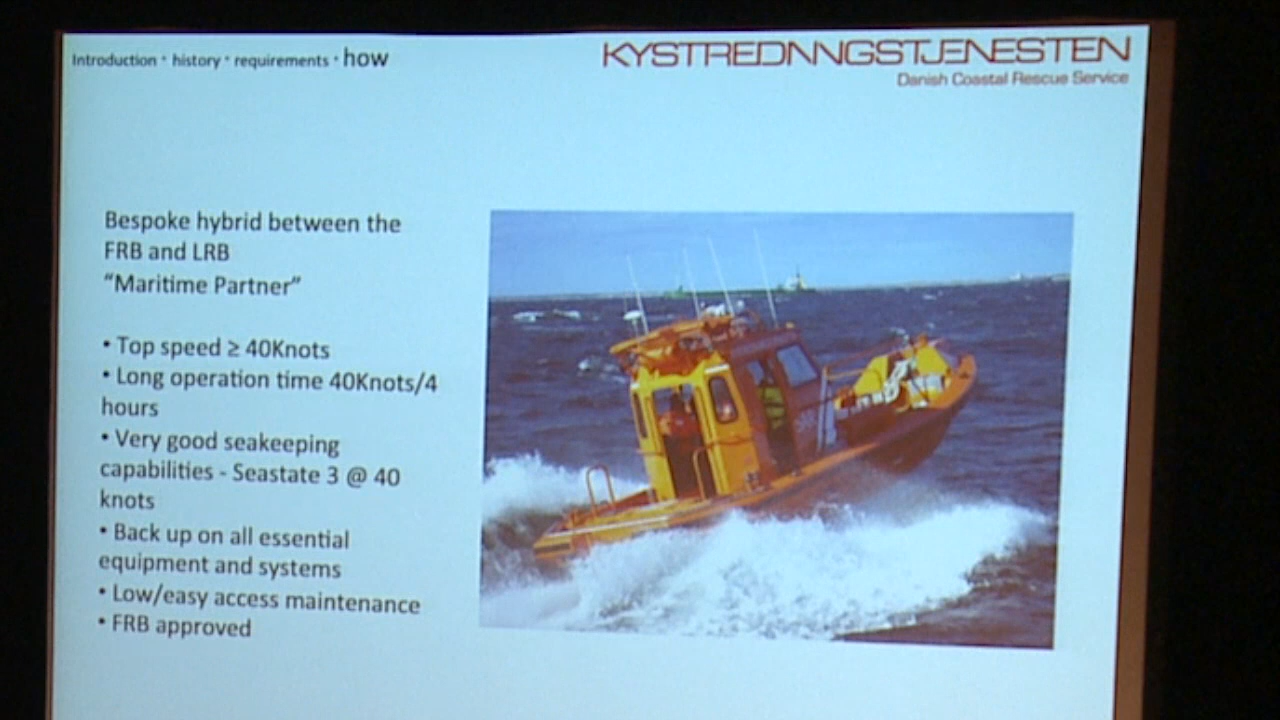 Introduction · history · requirements · how
KYSTREDNINGSTJENESTEN
Danish Coastal Rescue Service
Bespoke hybrid between the
FRB and LRB
“Maritime Partner”
• Top speed ≥ 40Knots
• Long operation time 40Knots/4
hours
• Very good seakeeping
capabilities - Seastate 3 @ 40
knots
• Back up on all essential
equipment and systems
• Low/easy access maintenance
• FRB approved